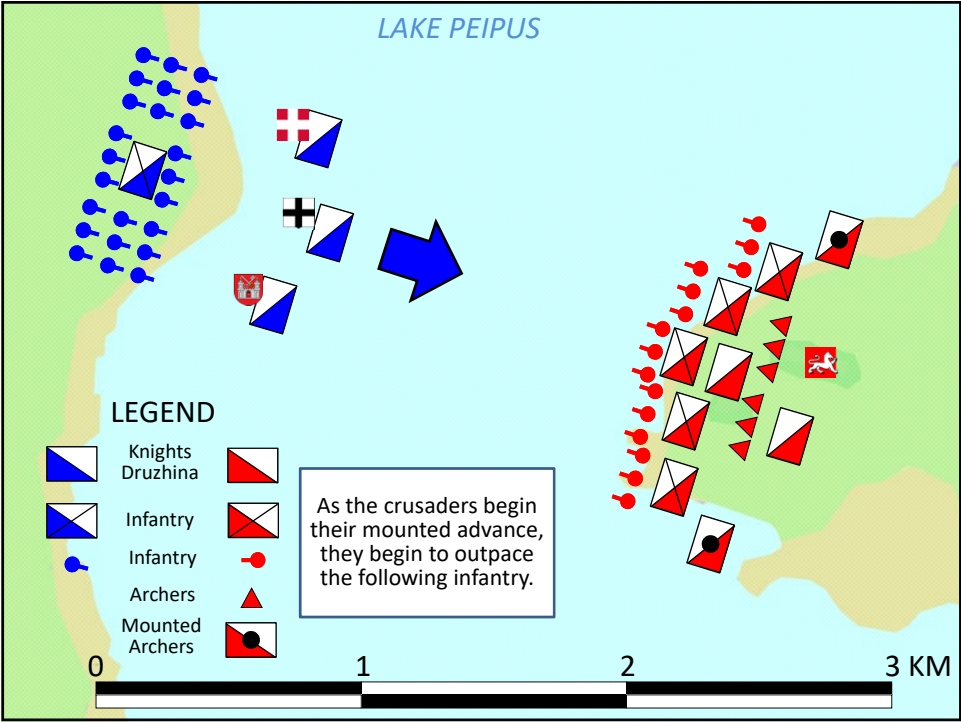 LAKE PEIPUS
LEGEND
Knights
Druzhina
Infantry
Infantry
Archers
Mounted
Archers
As the crusaders begin
their mounted advance,
they begin to outpace
the following infantry.
0 1 2 3 KM